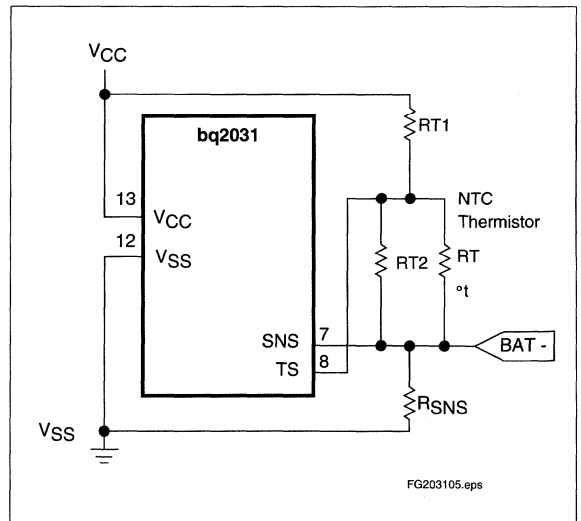 VCC
bq2031
RT1
13
VCC
NTC
Thermistor
12
VSS
RT2
RT
°t
SNS
7
BAT -
TS
8
RSNS
VSS
FG203105.eps